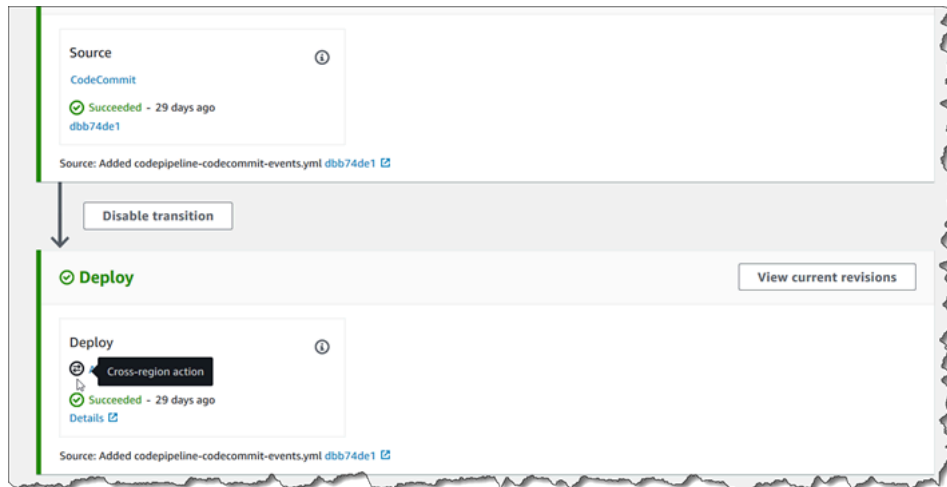 Source
CodeCommit
Succeeded - 29 days ago
dbb74de1
Source: Added codepipeline-codecommit-events.yml dbb74de1
Disable transition
Deploy
View current revisions
Deploy
Cross-region action
Succeeded - 29 days ago
Details
Source: Added codepipeline-codecommit-events.yml dbb74de1